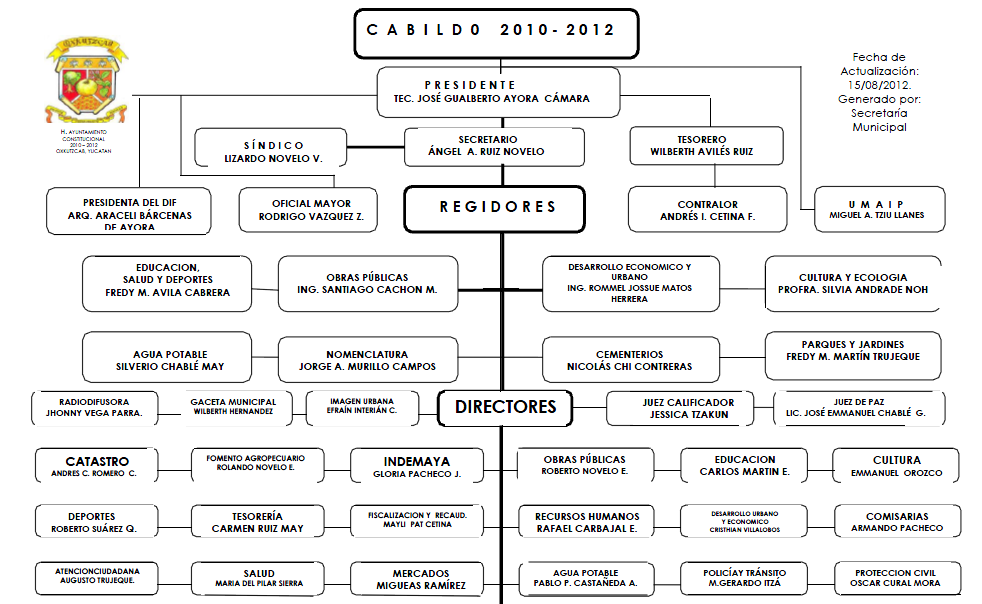 CABILD0 2010-2012
OXKUTZCAB
H. AYUNTAMIENTO
CONSTITUCIONAL
2010 – 2012
OXKUTZCAB, YUCATAN
Fecha de
Actualización:
15/08/2012.
Generado por:
Secretaría
Municipal
PRESIDENTE
TEC. JOSÉ GUALBERTO AYORA CÁMARA
SÍNDICO
LIZARDO NOVELO V.
SECRETARIO
ÁNGEL A. RUIZ NOVELO
TESORERO
WILBERTH AVILÉS RUIZ
PRESIDENTA DEL DIF
ARQ. ARACELI BÁRCENAS
DE AYORA
OFICIAL MAYOR
RODRIGO VAZQUEZ Z.
REGIDORES
CONTRALOR
ANDRÉS I. CETINA F.
U M A I P
MIGUEL A. TZIU LLANES
EDUCACION,
SALUD Y DEPORTES
FREDY M. AVILA CABRERA
OBRAS PÚBLICAS
ING. SANTIAGO CACHON M.
DESARROLLO ECONOMICO Y
URBANO
ING. ROMMEL JOSSUE MATOS
HERRERA
CULTURA Y ECOLOGIA
PROFRA. SILVIA ANDRADE NOH
AGUA POTABLE
SILVERIO CHABLÉ MAY
NOMENCLATURA
JORGE A. MURILLO CAMPOS
CEMENTERIOS
NICOLÁS CHI CONTRERAS
PARQUES Y JARDINES
FREDY M. MARTÍN TRUJEQUE
RADIODIFUSORA
JHONNY VEGA PARRA.
GACETA MUNICIPAL
WILBERTH HERNANDEZ
IMAGEN URBANA
EFRAÍN INTERIÁN C.
DIRECTORES
JUEZ CALIFICADOR
JESSICA TZAKUN
JUEZ DE PAZ
LIC. JOSÉ EMMANUEL CHABLÉ G.
CATASTRO
ANDRES C. ROMERO C.
FOMENTO AGROPECUARIO
ROLANDO NOVELO E.
INDEMAYA
GLORIA PACHECO J.
OBRAS PÚBLICAS
ROBERTO NOVELO E.
EDUCACION
CARLOS MARTIN E.
CULTURA
EMMANUEL OROZCO
DEPORTES
ROBERTO SUÁREZ Q.
TESORERÍA
CARMEN RUIZ MAY
FISCALIZACION Y RECAUD.
MAYLI PAT CETINA
RECURSOS HUMANOS
RAFAEL CARBAJAL E.
DESARROLLO URBANO
Y ECONOMICO
CRISTHIAN VILLALOBOS
COMISARIAS
ARMANDO PACHECO
ATENCIONCIUDADANA
AUGUSTO TRUJEQUE.
SALUD
MARIA DEL PILAR SIERRA
MERCADOS
MIGUEAS RAMÍREZ
AGUA POTABLE
PABLO P. CASTAÑEDA A.
POLICÍAY TRÁNSITO
M.GERARDO ITZÁ
PROTECCION CIVIL
OSCAR CURAL MORA